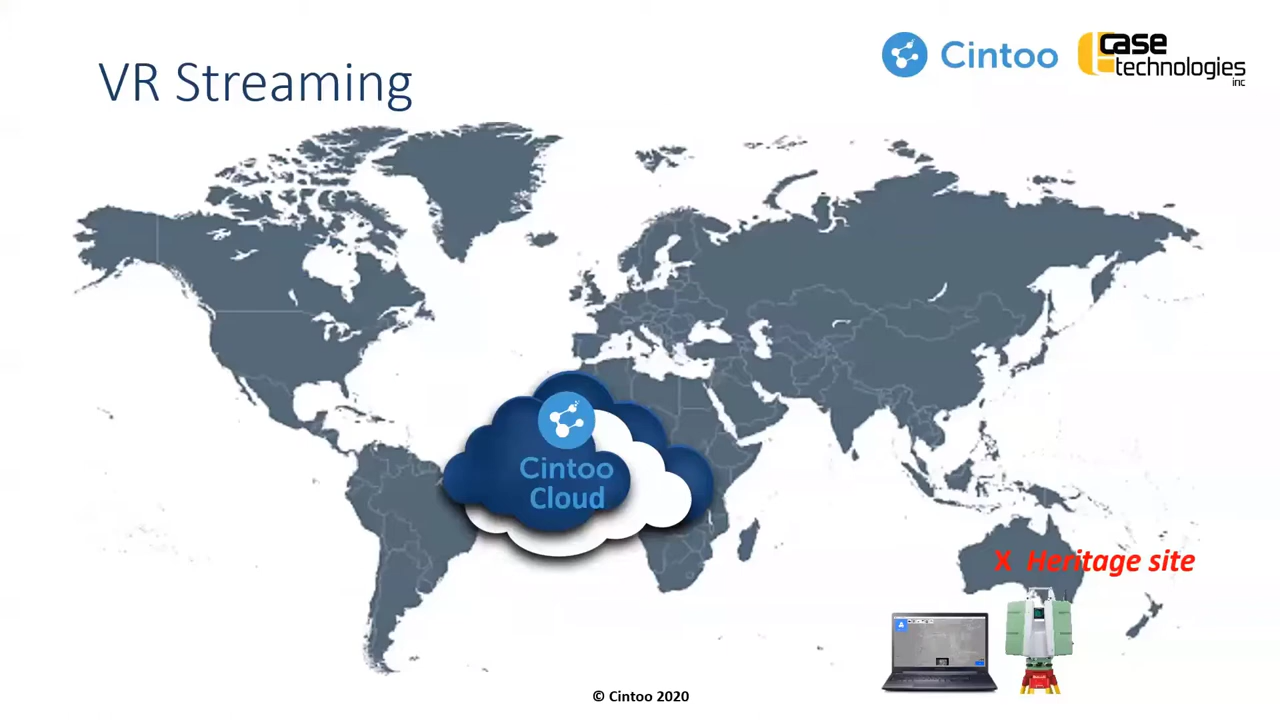 VR Streaming
Cintoo
case
technologies
inc
Cintoo
Cloud
X Heritage site
© Cintoo 2020